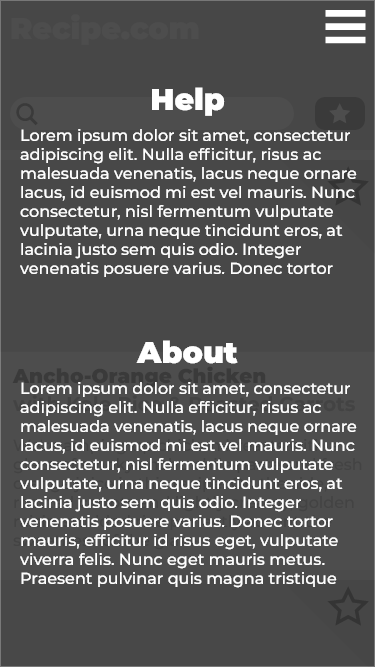 Recipe.com
Help
Lorem ipsum dolor sit amet, consectetur
adipiscing elit. Nulla efficitur, risus ac
malesuada venenatis, lacus neque ornare
lacus, id euismod mi est vel mauris. Nunc
consectetur, nisl fermentum vulputate
vulputate, urna neque tincidunt eros, at
lacinia justo sem quis odio. Integer
venenatis posuere varius. Donec tortor
About
Ancho-Orange Chicken
Lorem ipsum dolor sit amet, consectetur
adipiscing elit. Nulla efficitur, risus ac
malesuada venenatis, lacus neque ornare
lacus, id euismod mi est vel mauris. Nunc
consectetur, nisl fermentum vulputate
vulputate, urna neque tincidunt eros, at
lacinia justo sem quis odio. Integer
venenatis posuere varius. Donec tortor
mauris, efficitur id risus eget, vulputate
viverra felis. Nunc eget mauris metus.
Praesent pulvinar quis magna tristique